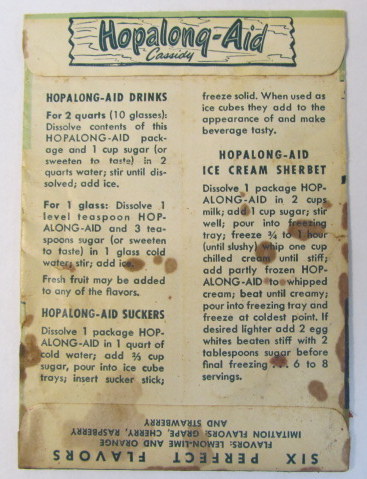 Hopalong-Aid
Cassidy
HOPALONG-AID DRINKS
For 2 quarts (10 glasses):
Dissolve contents of this
HOPALONG-AID pack-
age and 1 cup sugar (or
sweeten to taste) in 2
quarts water; stir until dis-
solved; add ice.
For 1 glass: Dissolve 1
level teaspoon HOP-
ALONG-AID and 3 tea-
spoons sugar (or sweeten
to taste) in 1 glass cold
water; stir; add ice.
Fresh fruit may be added
to any of the flavors.
HOPALONG-AID SUCKERS
Dissolve 1 package HOP-
ALONG-AID in 1 quart of
cold water; add ⅔ cup
sugar, pour into ice cube
trays; insert sucker stick;
freeze solid. When used as
ice cubes they add to the
appearance of and make
beverage tasty.
HOPALONG-AID
ICE CREAM SHERBET
Dissolve 1 package HOP-
ALONG-AID in 2 cups
milk; add 1 cup sugar; stir
well; pour into freezing
tray; freeze ¾ to 1 hour
(until slushy) whip one cup
chilled cream until stiff;
add partly frozen HOP-
ALONG-AID to whipped
cream; beat until creamy;
pour into freezing tray and
freeze at coldest point. If
desired lighter add 2 egg
whites beaten stiff with 2
tablespoons sugar before
final freezing . . . 6 to 8
servings.
SIX PERFECT FLAVORS
FLAVORS: LEMON-LIME AND ORANGE
IMITATION FLAVORS: GRAPE, CHERRY, RASPBERRY
AND STRAWBERRY